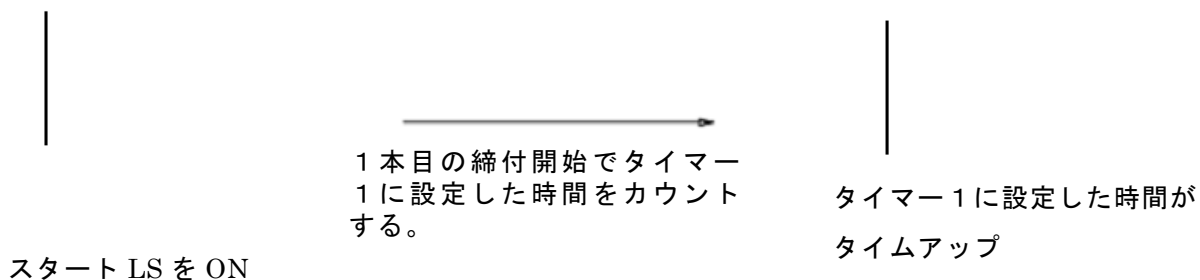 １本目の締付開始でタイマー
１に設定した時間をカウント
する。
タイマー１に設定した時間が
タイムアップ
スタート LS を ON